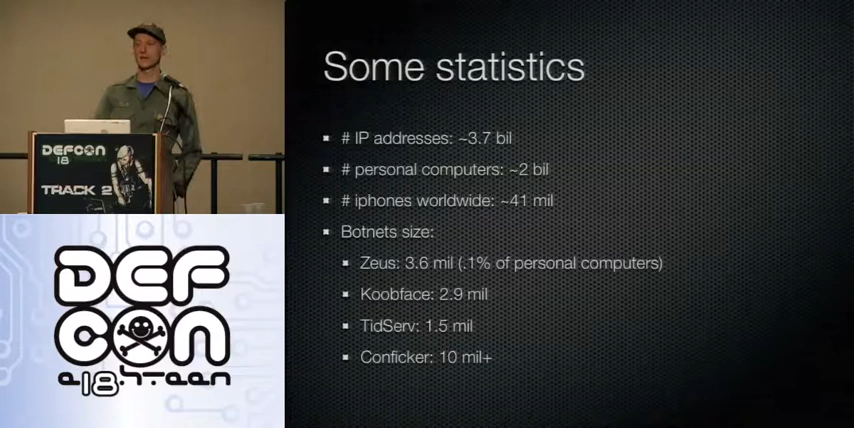 DEFCON
18
TRACK 2
DEF
CON
Some statistics
# IP addresses: ~3.7 bil
# personal computers: ~2 bil
# iphones worldwide: ~41 mil
Botnets size:
Zeus: 3.6 mil (.1% of personal computers)
Koobface: 2.9 mil
TidServ: 1.5 mil
Conficker: 10 mil+